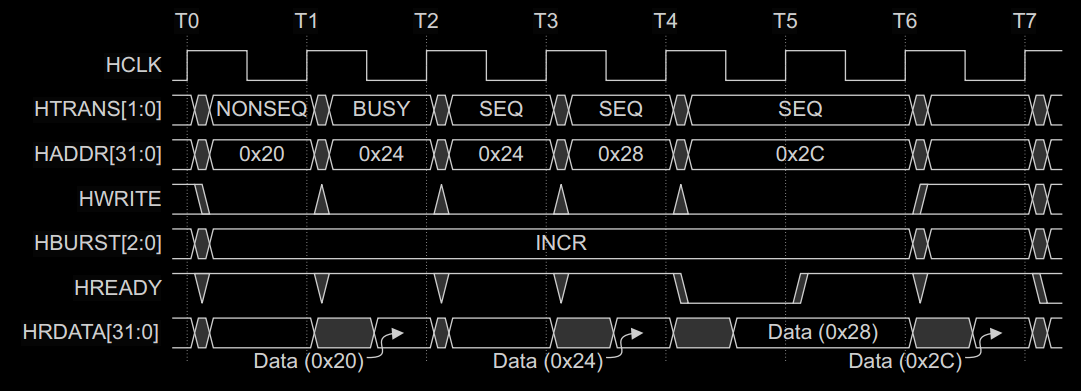 T0 T1 T2 T3 T4 T5 T6 T7
HCLK
HTRANS[1:0] NONSEQ BUSY SEQ SEQ SEQ
HADDR[31:0] 0x20 0x24 0x24 0x28 0x2C
HWRITE
HBURST[2:0] INCR
HREADY
HRDATA[31:0] Data (0x28)
Data (0x20) Data (0x24) Data (0x2C)